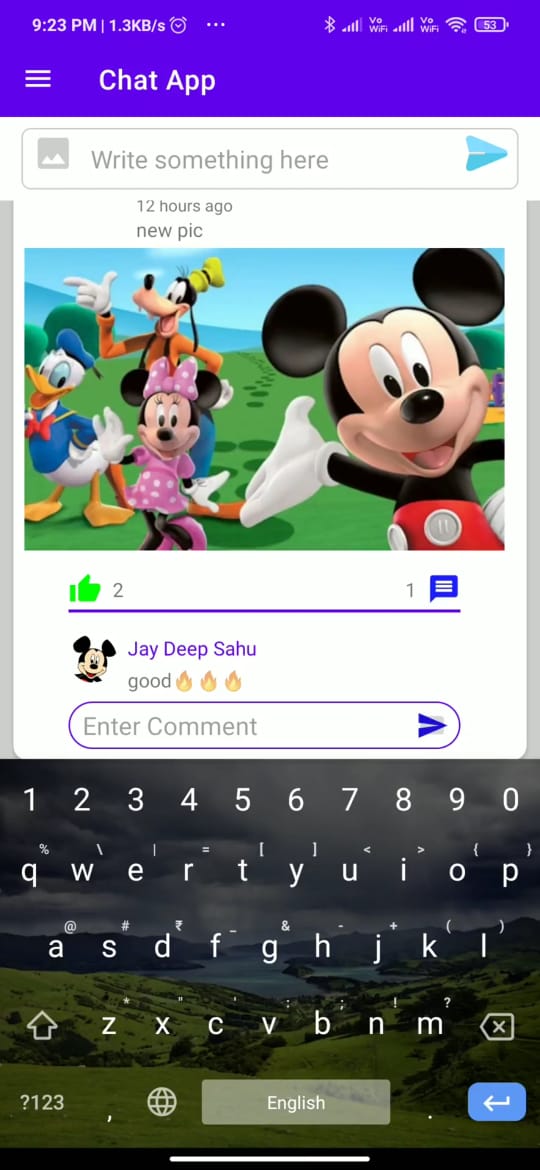 9:23 PM | 1.3KB/s ...
Vo WiFi Vo WiFi 53
Chat App
Write something here
12 hours ago
new pic
2 1
Jay Deep Sahu
good🔥🔥🔥
Enter Comment
1 2 3 4 5 6 7 8 9 0
% \ | = [ ] < > { }
q w e r t y u i o p
@ # ₹ _ & - + ( )
a s d f g h j k l
* " ' : ; ! ?
z x c v b n m
?123 , English .